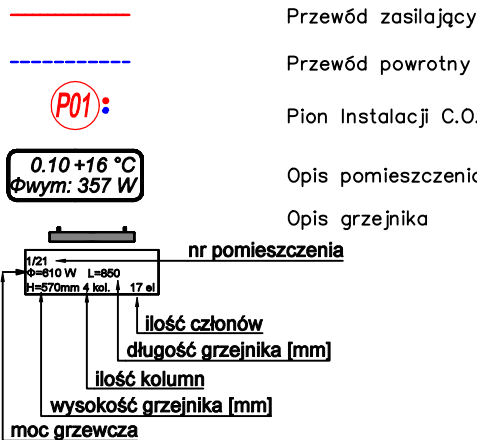 Przewód zasilający
Przewód powrotny
P01
Pion Instalacji C.O.
0.10 +16 °C
Φwym: 357 W
Opis pomieszczenia
Opis grzejnika
nr pomieszczenia
1/21
Φ=610 W L=850
H=570mm 4 kol. 17 el
ilość członów
długość grzejnika [mm]
ilość kolumn
wysokość grzejnika [mm]
moc grzewcza